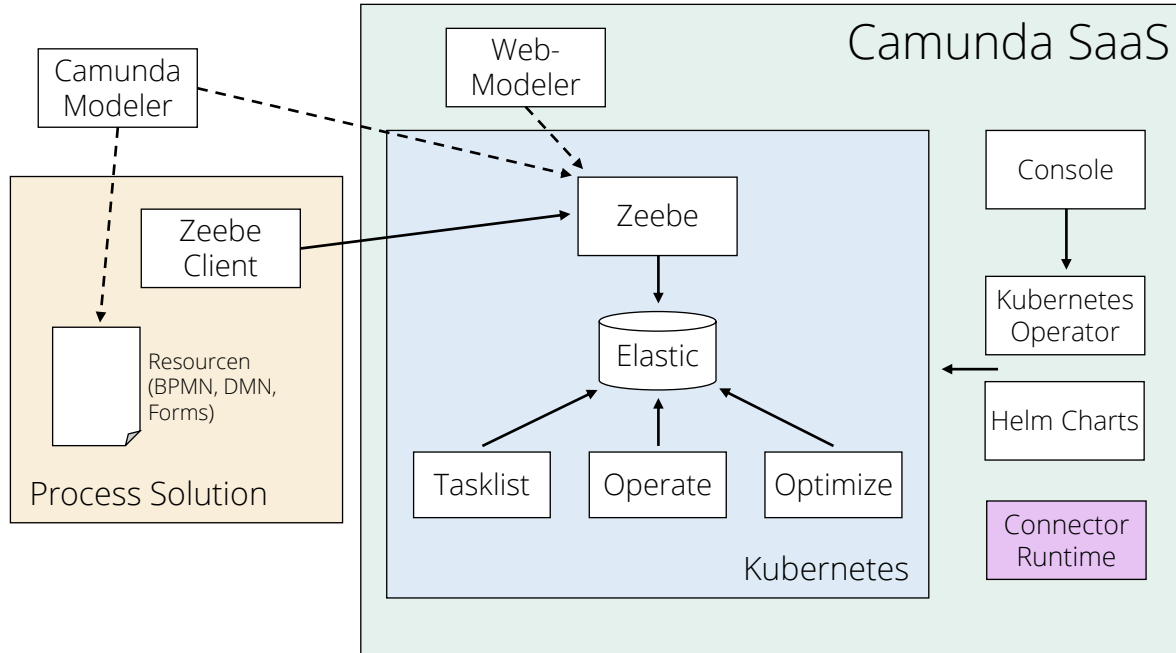 Camunda SaaS
Camunda
Modeler
Web-
Modeler
Console
Zeebe
Client
Zeebe
Kubernetes
Operator
Elastic
Resourcen
(BPMN, DMN,
Forms)
Helm Charts
Process Solution
Tasklist
Operate
Optimize
Connector
Runtime
Kubernetes